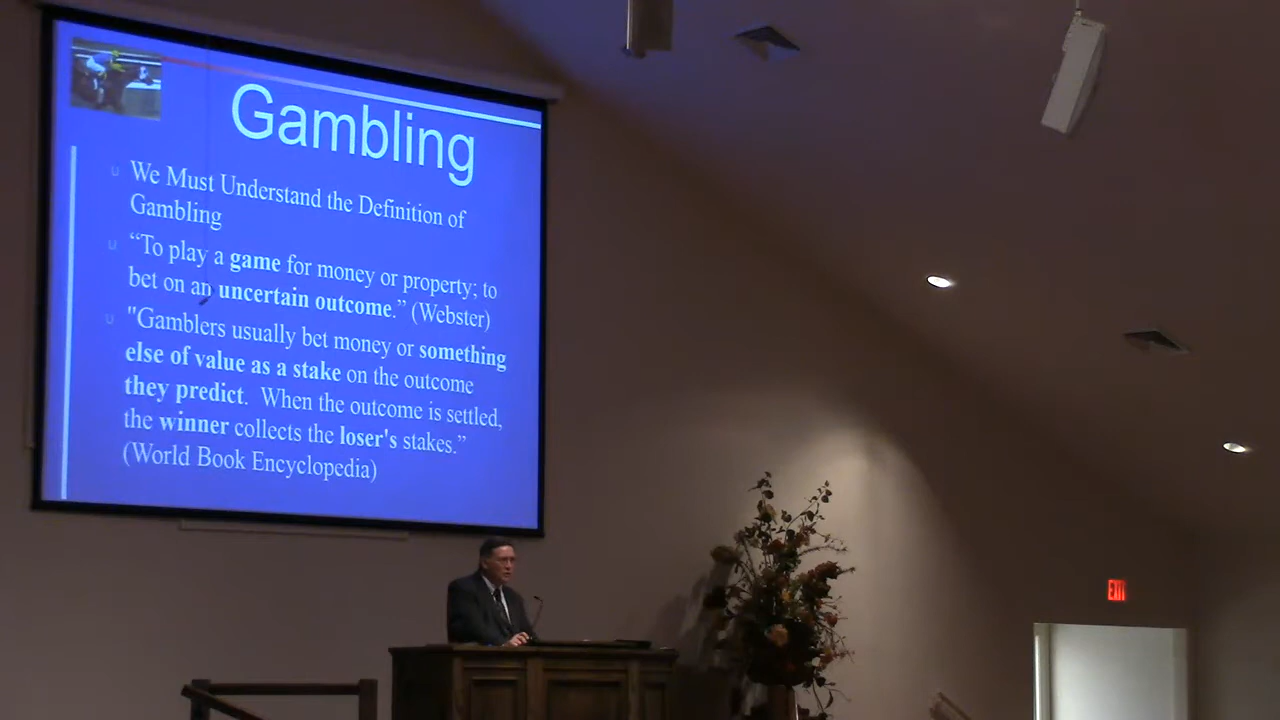 Gambling
We Must Understand the Definition of
Gambling
“To play a game for money or property; to
bet on an uncertain outcome.” (Webster)
"Gamblers usually bet money or something
else of value as a stake on the outcome
they predict.  When the outcome is settled,
the winner collects the loser's stakes.”
(World Book Encyclopedia)
EXIT